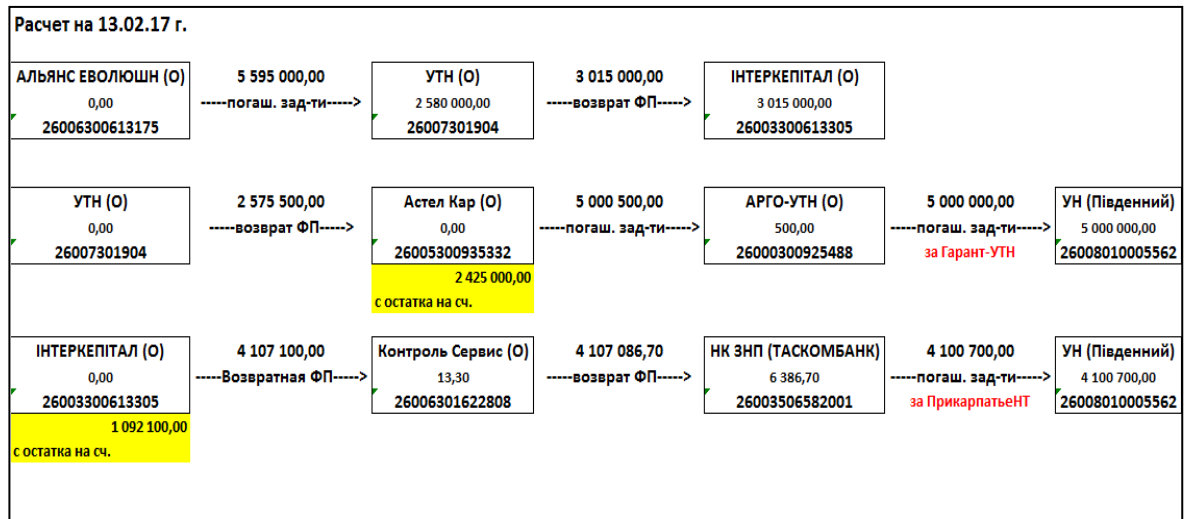 Расчет на 13.02.17 г.
АЛЬЯНС ЕВОЛЮШН (О) 5 595 000,00 УТН (О) 3 015 000,00 ІНТЕРКЕПІТАЛ (О)
0,00 -----погаш. зад-ти-----> 2 580 000,00 -----возврат ФП-----> 3 015 000,00
26006300613175 26007301904 26003300613305
УТН (О) 2 575 500,00 Астел Кар (О) 5 000 500,00 АРГО-УТН (О) 5 000 000,00 УН (Південний)
0,00 -----возврат ФП-----> 0,00 -----погаш. зад-ти-----> 500,00 -----погаш. зад-ти-----> 5 000 000,00
26007301904 26005300935332 26000300925488 за Гарант-УТН 26008010005562
2 425 000,00
с остатка на сч.
ІНТЕРКЕПІТАЛ (О) 4 107 100,00 Контроль Сервис (О) 4 107 086,70 НК ЗНП (ТАСКОМБАНК) 4 100 700,00 УН (Південний)
0,00 -----Возвратная ФП-----> 13,30 -----возврат ФП-----> 6 386,70 -----погаш. зад-ти-----> 4 100 700,00
26003300613305 26006301622808 26003506582001 за ПрикарпатьеНТ 26008010005562
1 092 100,00
с остатка на сч.